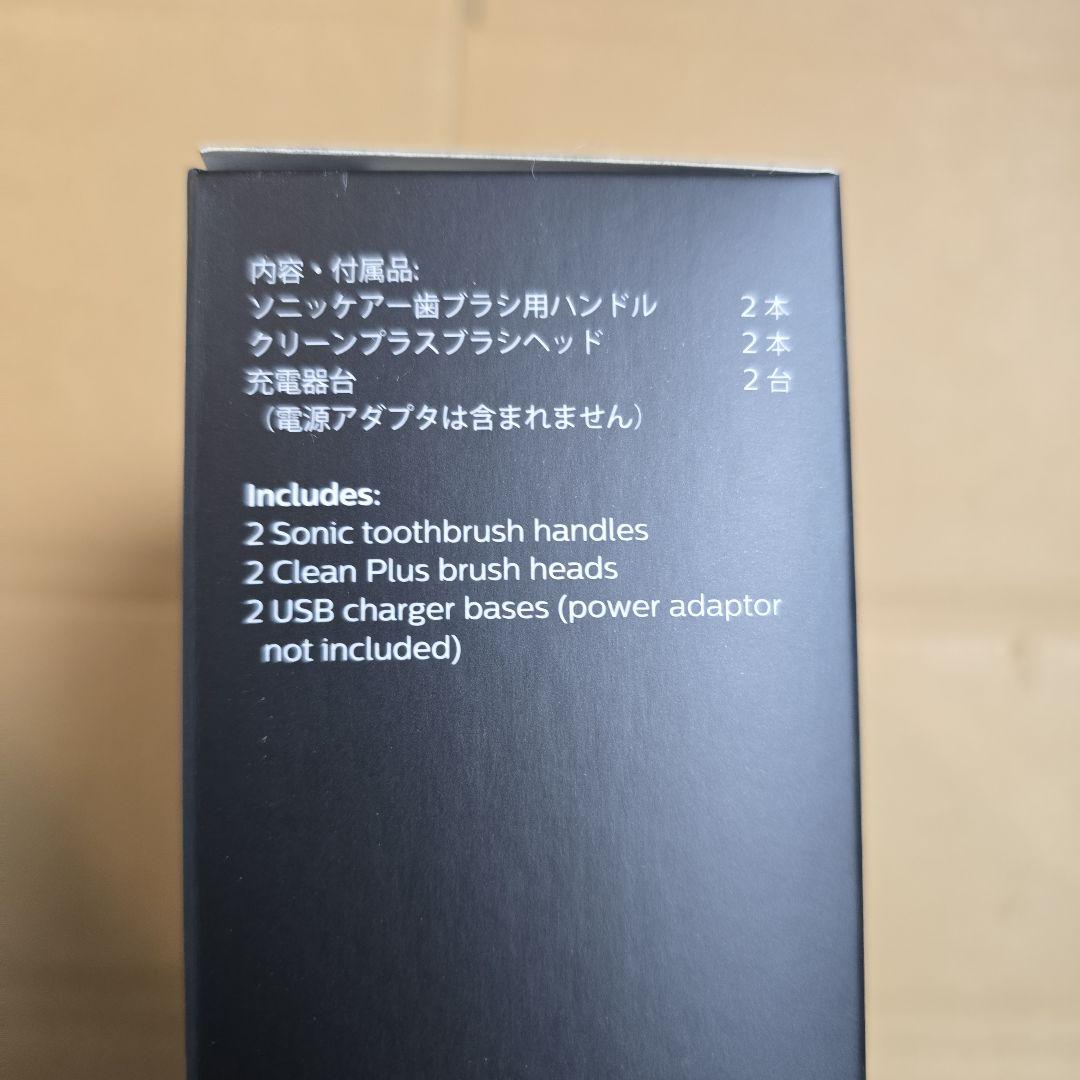 内容・付属品:
ソニッケアー歯ブラシ用ハンドル 2本
クリーンプラスブラシヘッド 2本
充電器台 2台
（電源アダプタは含まれません）
Includes:
2 Sonic toothbrush handles
2 Clean Plus brush heads
2 USB charger bases (power adaptor
not included)